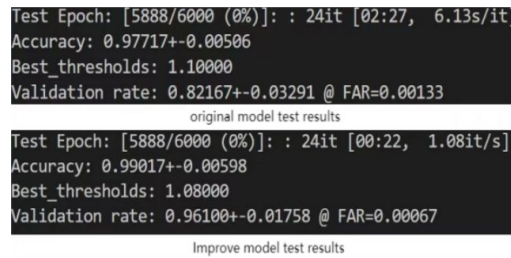 Test Epoch: [5888/6000 (0%)]: : 24it [02:27,  6.13s/it,
Accuracy: 0.97717+-0.00506
Best_thresholds: 1.10000
Validation rate: 0.82167+-0.03291 @ FAR=0.00133
original model test results
Test Epoch: [5888/6000 (0%)]: : 24it [00:22,  1.08it/s]
Accuracy: 0.99017+-0.00598
Best_thresholds: 1.08000
Validation rate: 0.96100+-0.01758 @ FAR=0.00067
Improve model test results